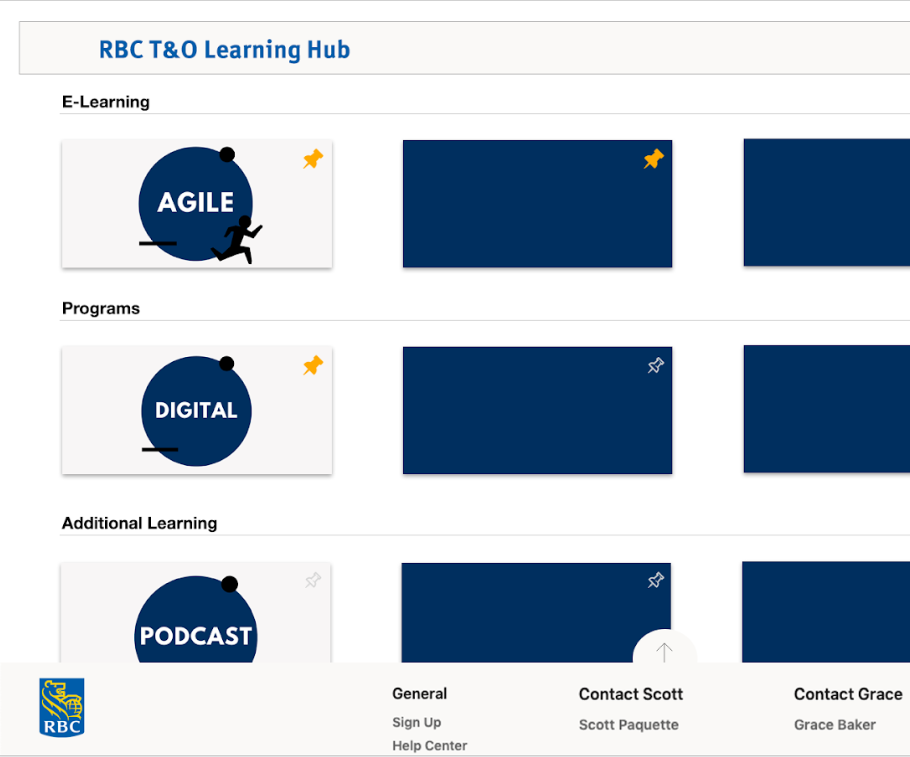 RBC T&O Learning Hub
E-Learning
AGILE
Programs
DIGITAL
Additional Learning
PODCAST
RBC
General
Sign Up
Help Center
Contact Scott
Scott Paquette
Contact Grace
Grace Baker